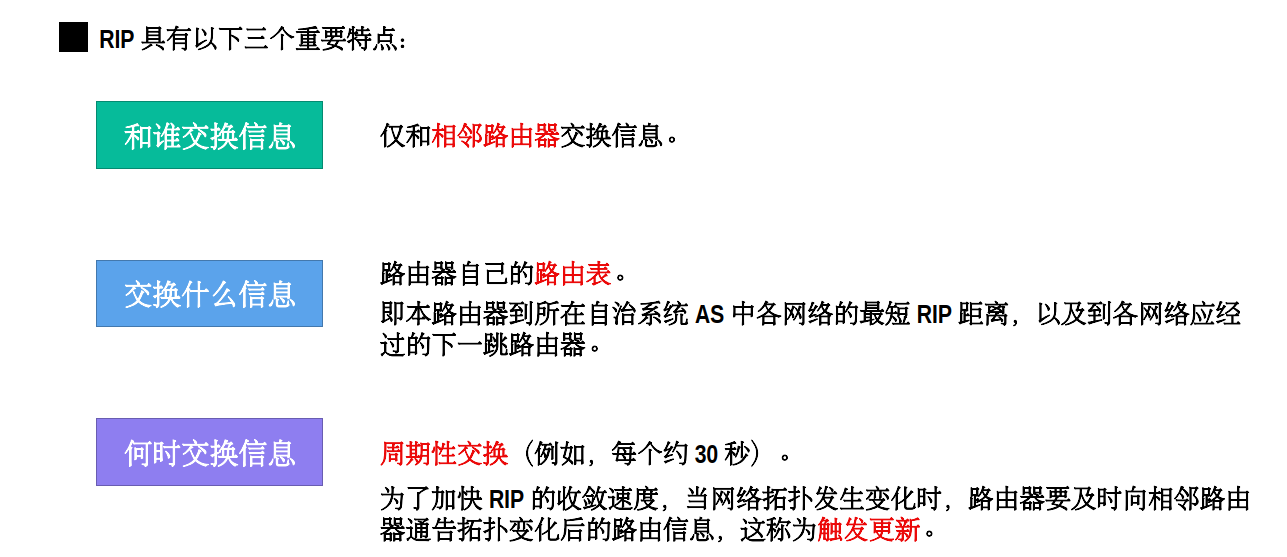 RIP 具有以下三个重要特点:
和谁交换信息
仅和相邻路由器交换信息。
交换什么信息
路由器自己的路由表。
即本路由器到所在自治系统 AS 中各网络的最短 RIP 距离，以及到各网络应经
过的下一跳路由器。
何时交换信息
周期性交换（例如，每个约 30 秒）。
为了加快 RIP 的收敛速度，当网络拓扑发生变化时，路由器要及时向相邻路由
器通告拓扑变化后的路由信息，这称为触发更新。